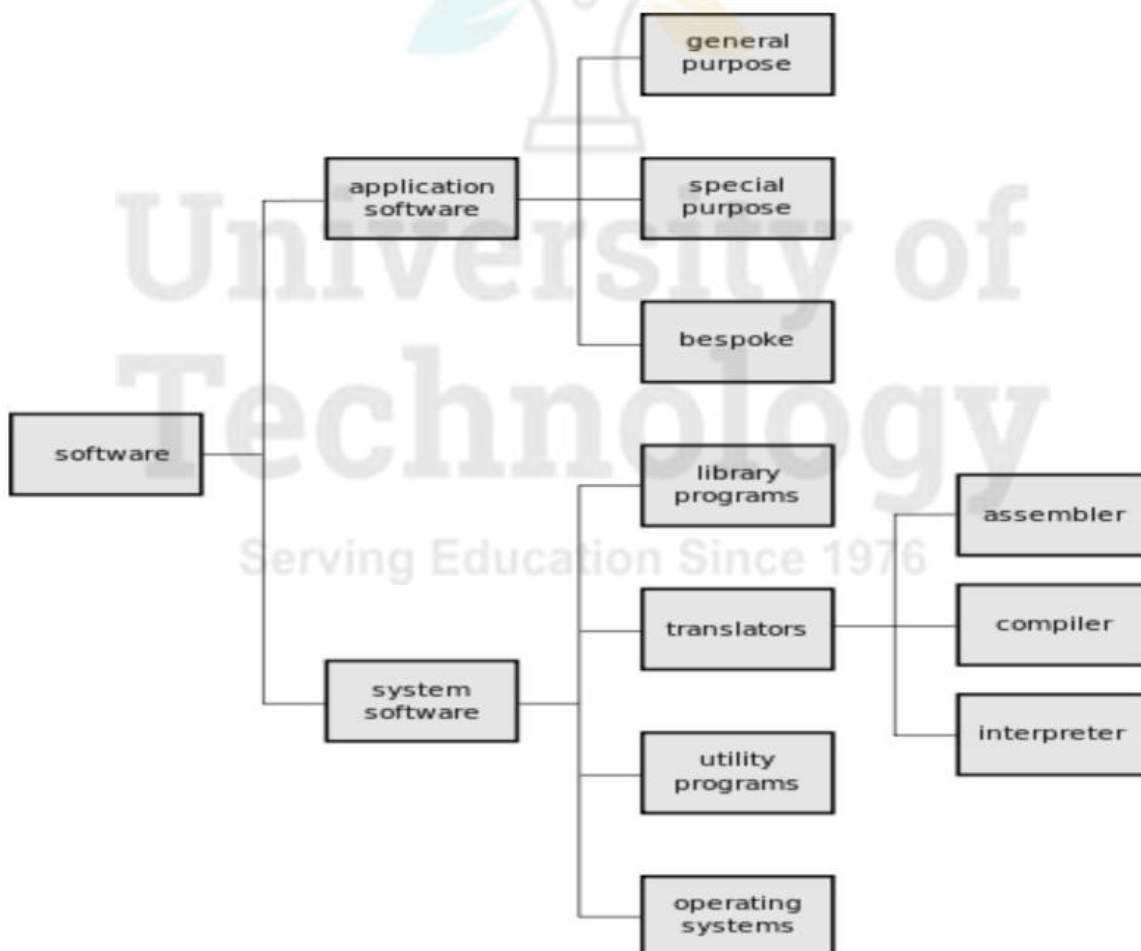 general
purpose
application
software
special
purpose
bespoke
software
library
programs
translators
assembler
compiler
interpreter
system
software
utility
programs
operating
systems
University of
Technology
Serving Education Since 1976